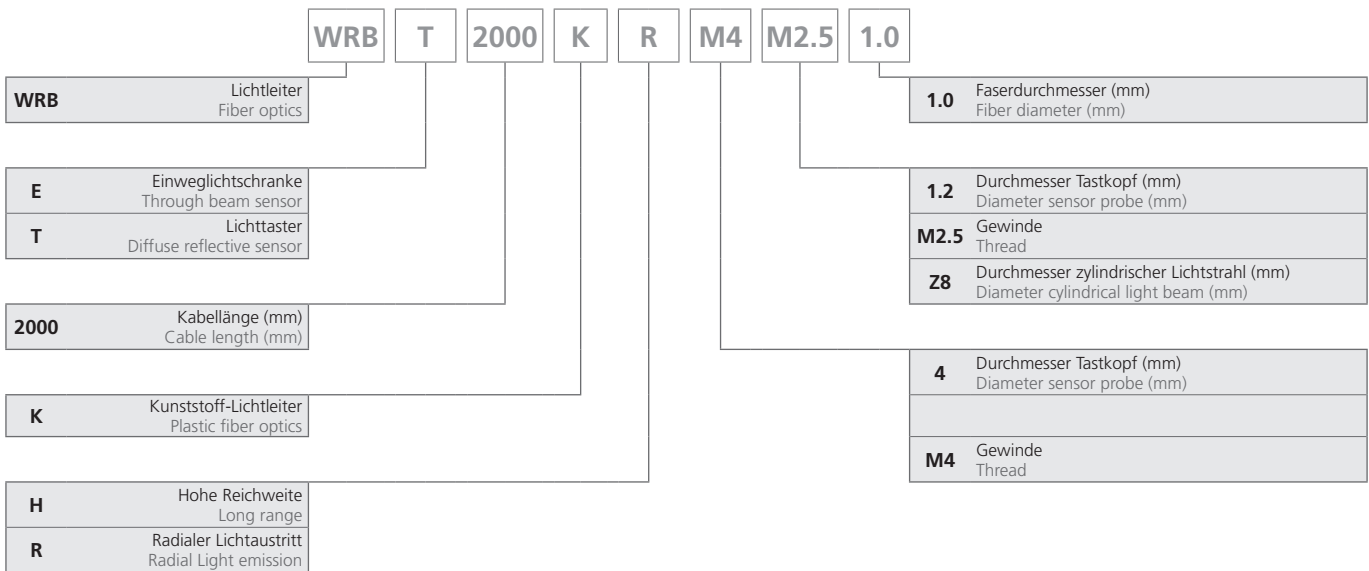 WRB T 2000 K R M4 M2.5 1.0
WRB
Lichtleiter
Fiber optics
E
Einweglichtschranke
Through beam sensor
T
Lichttaster
Diffuse reflective sensor
2000
Kabellänge (mm)
Cable length (mm)
K
Kunststoff-Lichtleiter
Plastic fiber optics
H
Hohe Reichweite
Long range
R
Radialer Lichtaustritt
Radial Light emission
1.0
Faserdurchmesser (mm)
Fiber diameter (mm)
1.2
Durchmesser Tastkopf (mm)
Diameter sensor probe (mm)
M2.5
Gewinde
Thread
Z8
Durchmesser zylindrischer Lichtstrahl (mm)
Diameter cylindrical light beam (mm)
4
Durchmesser Tastkopf (mm)
Diameter sensor probe (mm)
M4
Gewinde
Thread